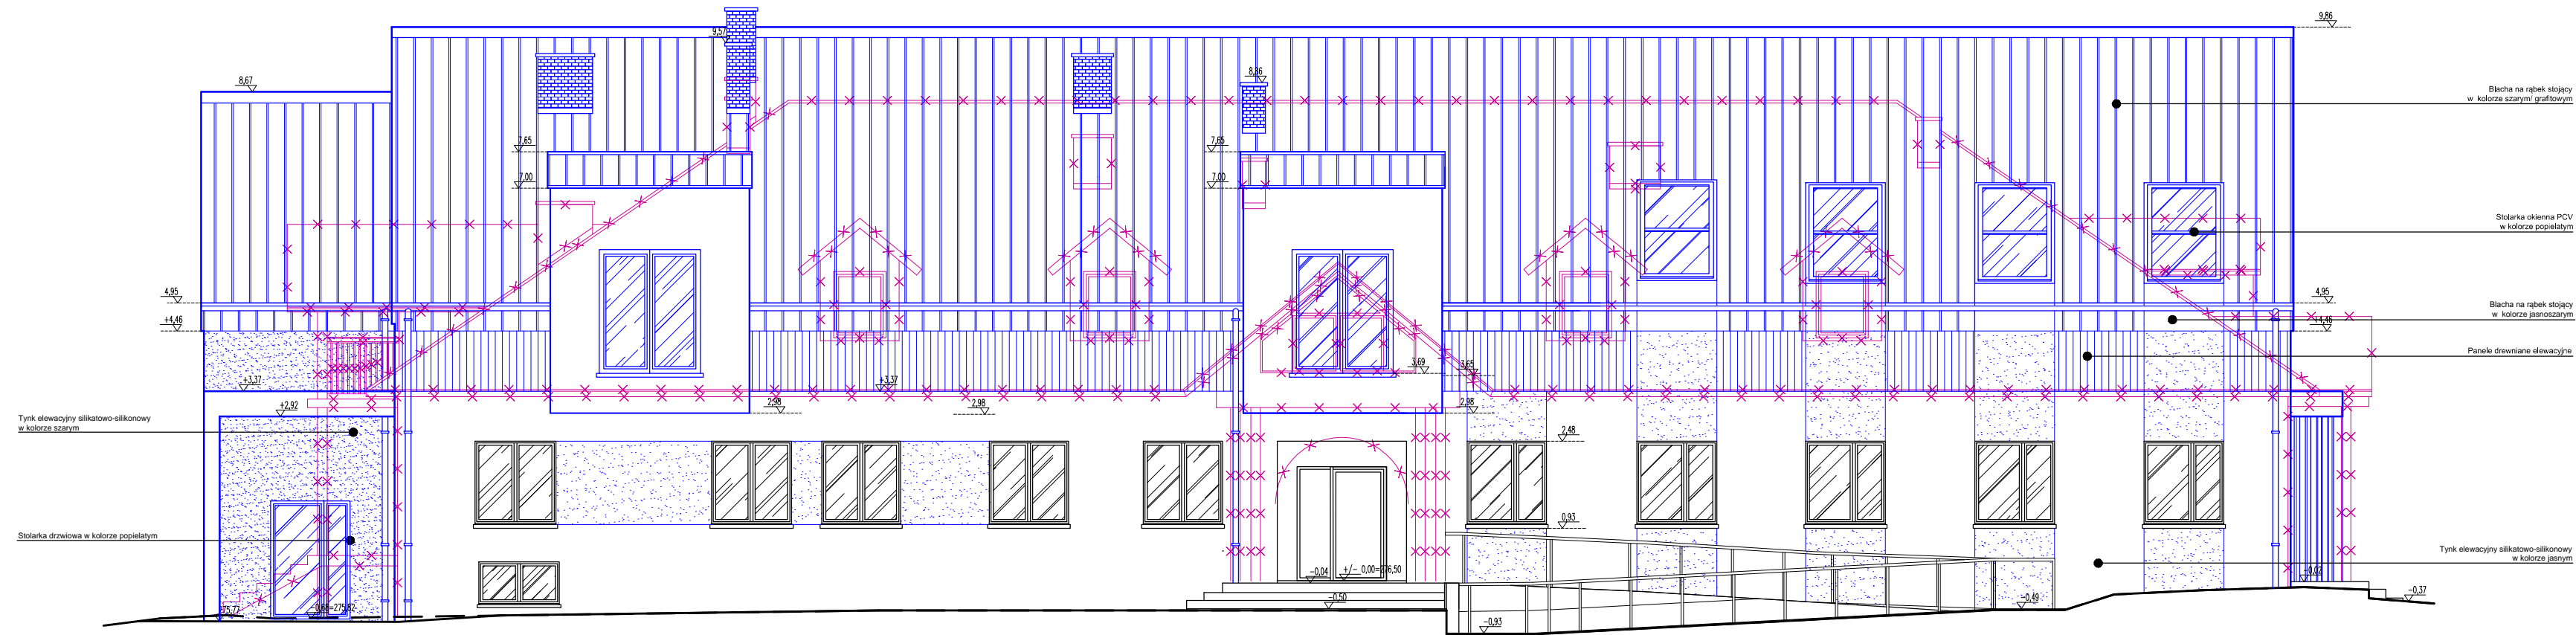 9,86
9,57
8,67
8,86
Blacha na rąbek stojący
w kolorze szarym/ grafitowym
7,65
7,65
7,00
7,00
Stolarka okienna PCV
w kolorze popielatym
4,95
4,95
Blacha na rąbek stojący
w kolorze jasnoszarym
+4,46
+4,46
Panele drewniane elewacyjne
3,69
3,65
+3,37
+3,37
+2,92
2,98
2,98
2,98
Tynk elewacyjny silikatowo-silikonowy
w kolorze szarym
2,48
0,93
Stolarka drzwiowa w kolorze popielatym
Tynk elewacyjny silikatowo-silikonowy
w kolorze jasnym
-0,04
+/- 0,00=276,50
-0,02
-0,37
-0,50
-0,49
-0,68=275,82
-0,93